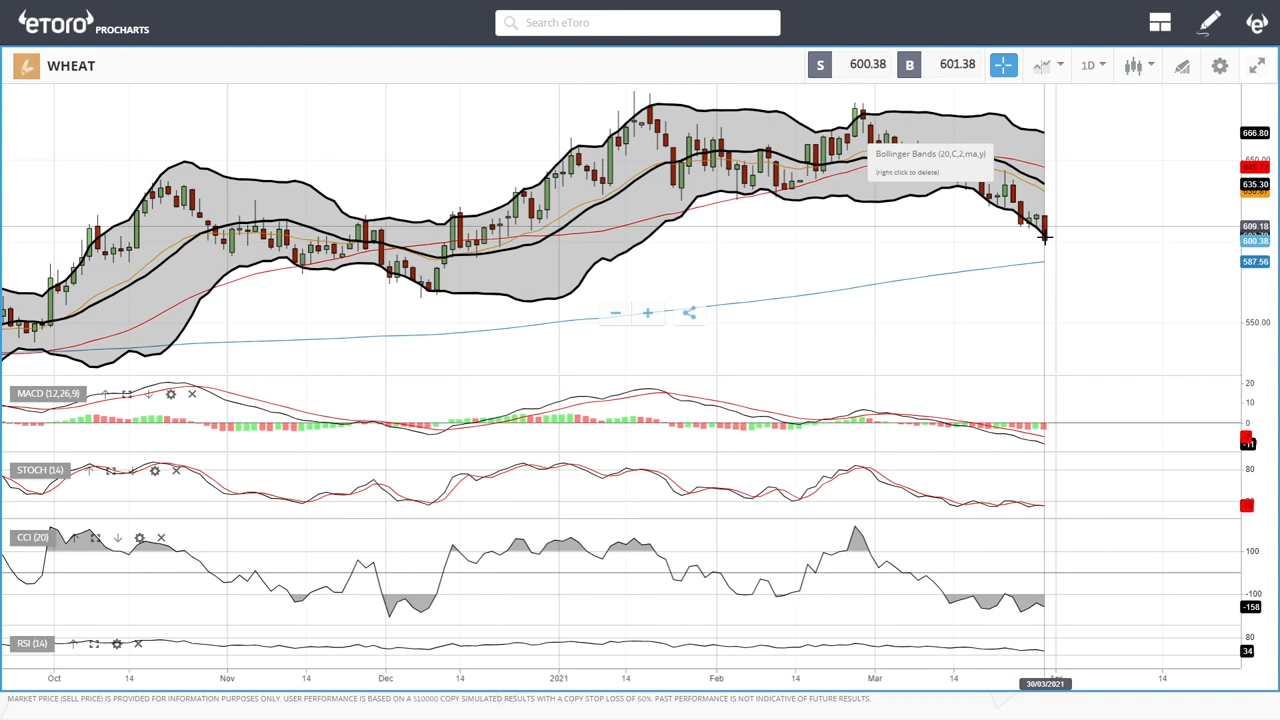 eToro PROCHARTS
Search eToro
WHEAT
S 600.38 B 601.38
1D
Bollinger Bands (20,C,2,ma,y)
(right click to delete)
666.80
650.00
635.30
609.18
600.38
587.56
550.00
MACD (12,26,9)
20
10
0
-11
STOCH (14)
80
CCI (20)
100
-100
-158
RSI (14)
80
34
Oct 14 Nov 14 Dec 14 2021 14 Feb 14 Mar 14 14
30/03/2021
MARKET PRICE (SELL PRICE) IS PROVIDED FOR INFORMATION PURPOSES ONLY. USER PERFORMANCE IS BASED ON A $10000 COPY SIMULATED RESULTS WITH A COPY STOP LOSS OF 60%. PAST PERFORMANCE IS NOT INDICATIVE OF FUTURE RESULTS.